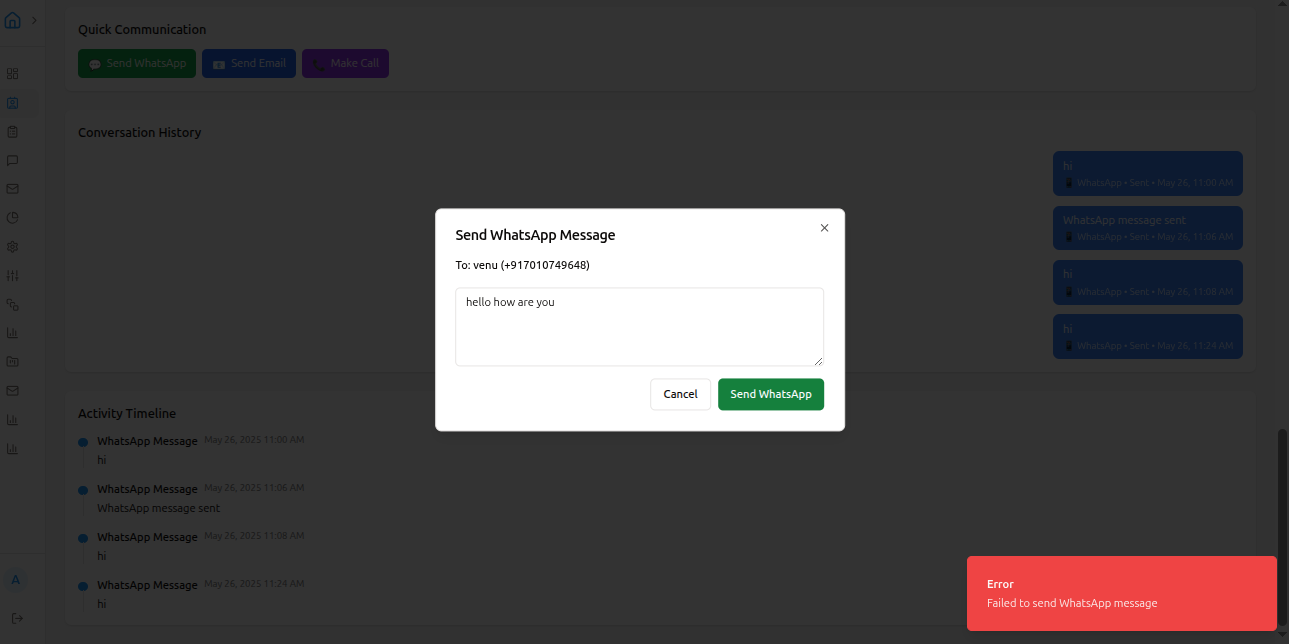 Quick Communication
Send WhatsApp
Send Email
Make Call
Conversation History
hi
WhatsApp • Sent • May 26, 11:00 AM
WhatsApp message sent
WhatsApp • Sent • May 26, 11:06 AM
hi
WhatsApp • Sent • May 26, 11:08 AM
hi
WhatsApp • Sent • May 26, 11:24 AM
Send WhatsApp Message
To: venu (+917010749648)
hello how are you
Cancel
Send WhatsApp
Activity Timeline
WhatsApp Message May 26, 2025 11:00 AM
hi
WhatsApp Message May 26, 2025 11:06 AM
WhatsApp message sent
WhatsApp Message May 26, 2025 11:08 AM
hi
WhatsApp Message May 26, 2025 11:24 AM
hi
A
Error
Failed to send WhatsApp message